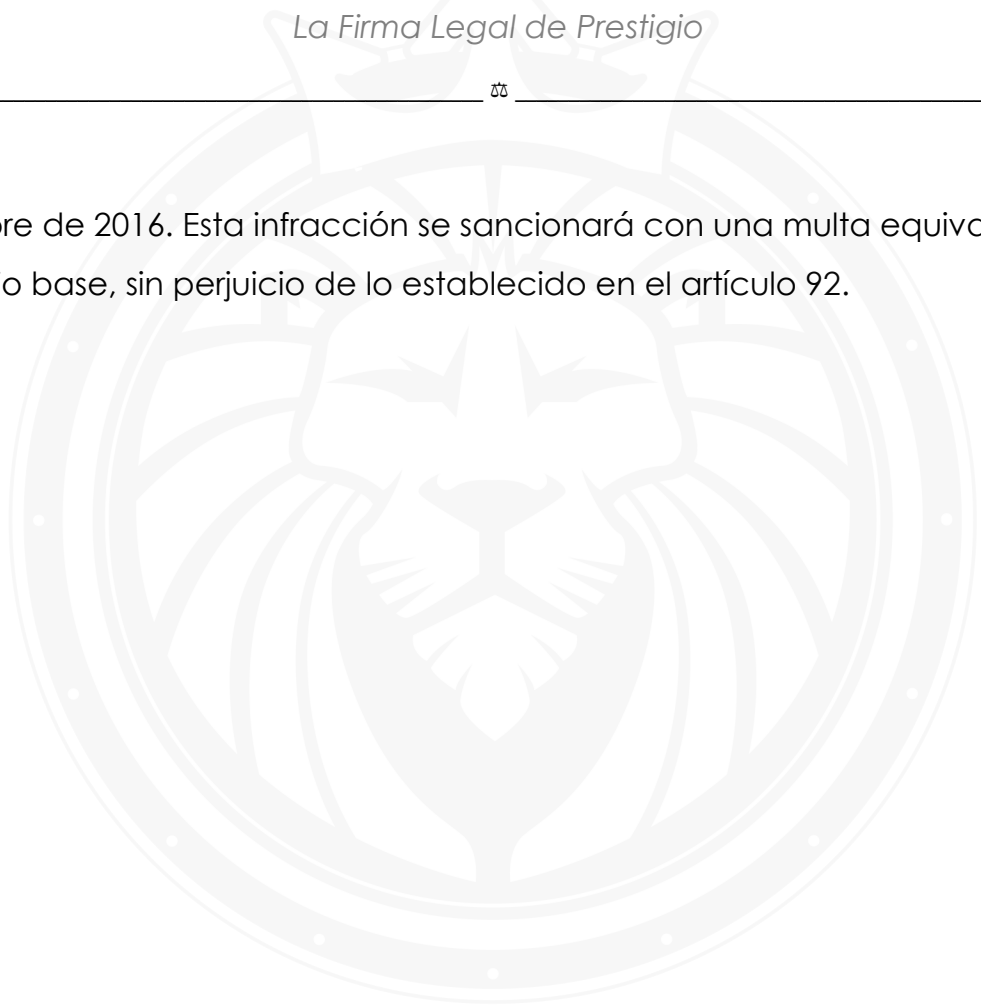 La Firma Legal de Prestigio
re de 2016. Esta infracción se sancionará con una multa equiva
o base, sin perjuicio de lo establecido en el artículo 92.
M